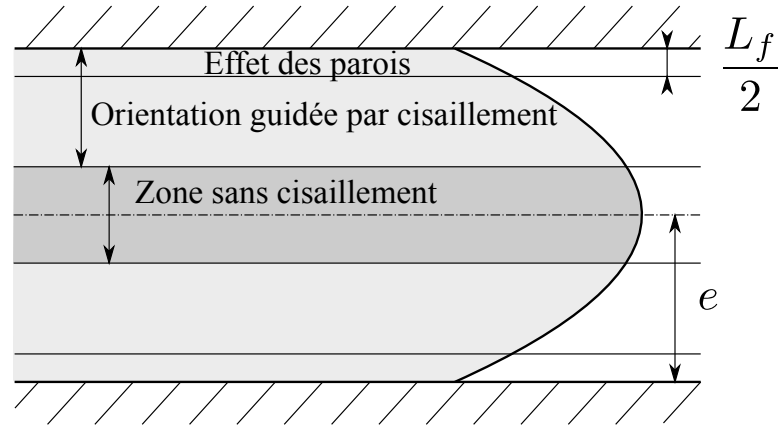 Effet des parois
L_f
2
Orientation guidée par cisaillement
Zone sans cisaillement
e